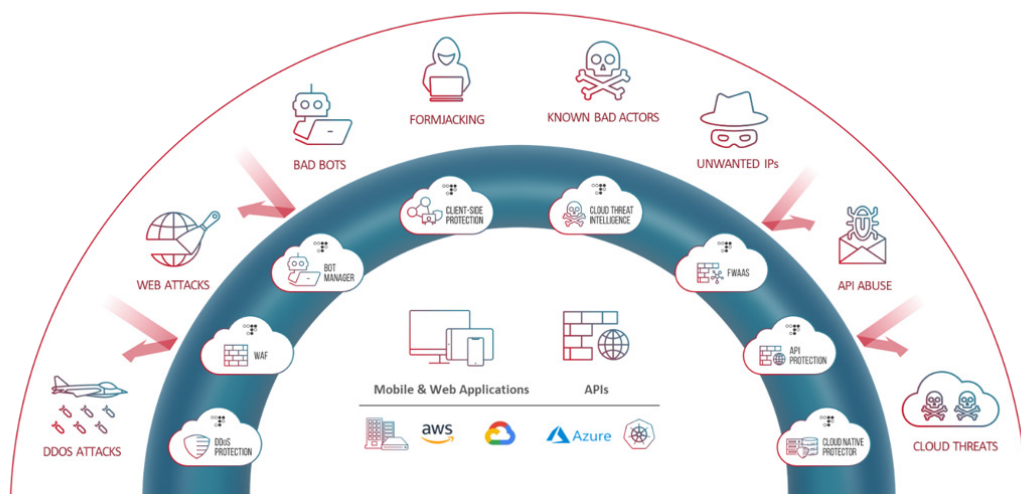 FORMJACKING
KNOWN BAD ACTORS
BAD BOTS
UNWANTED IPs
WEB ATTACKS
API ABUSE
DDOS ATTACKS
CLOUD THREATS
CLIENT-SIDE
PROTECTION
CLOUD THREAT
INTELLIGENCE
BOT
MANAGER
FWAAS
WAF
API
PROTECTION
DDoS
PROTECTION
CLOUD NATIVE
PROTECTOR
Mobile & Web Applications
APIs
aws
Azure